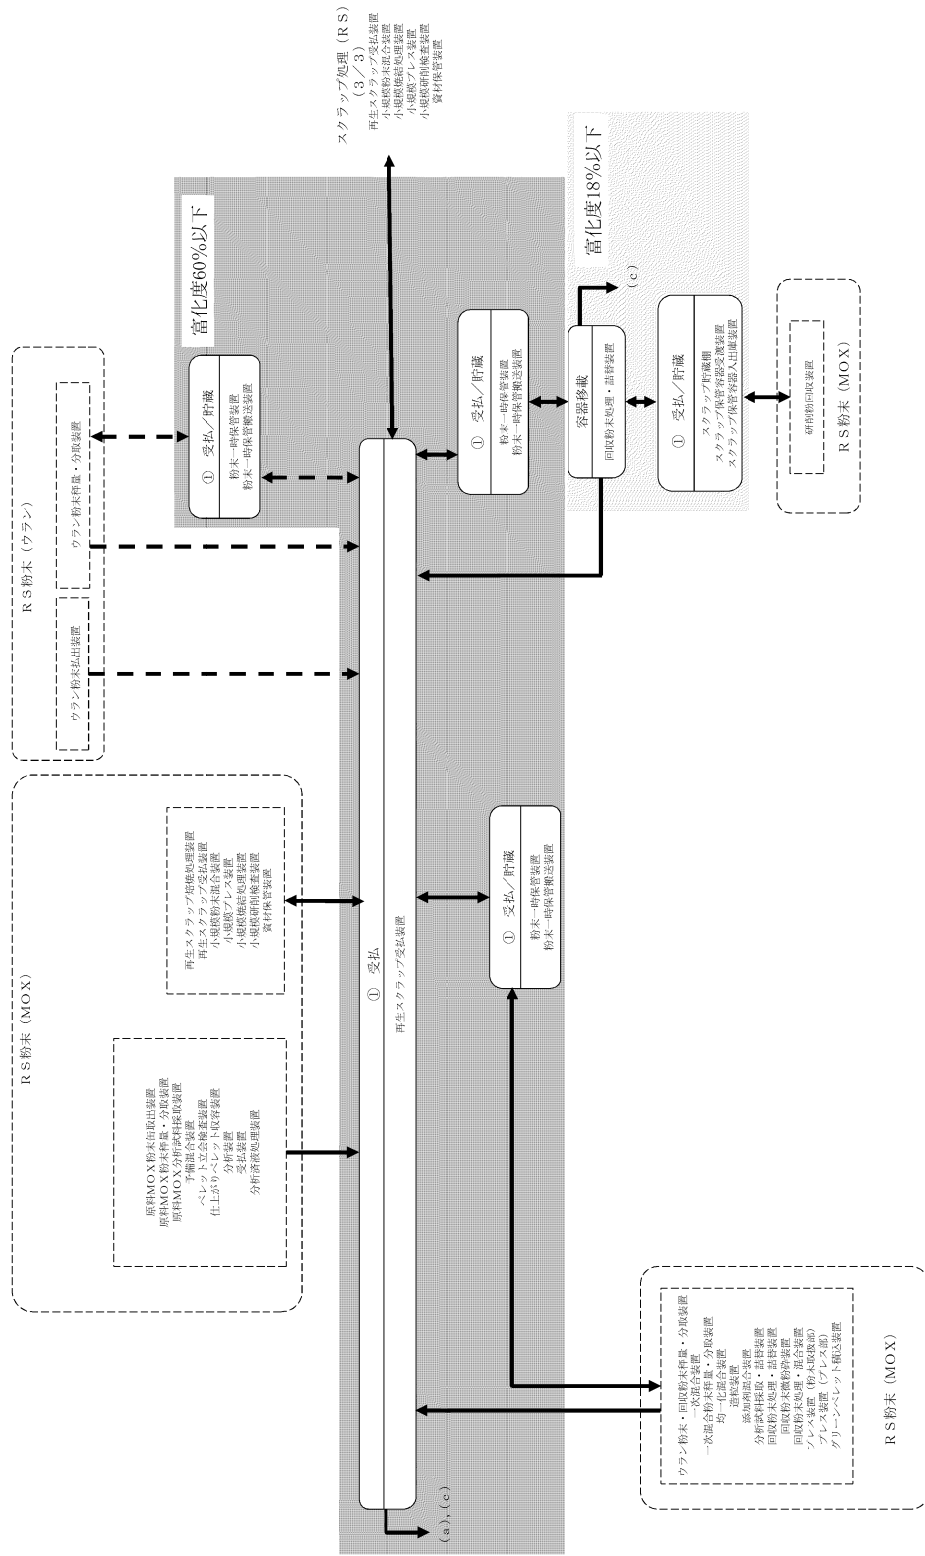 スクラップ処理（RS）
（3／3）
再生スクラップ受払装置
小規模粉末混合装置
小規模焼結処理装置
小規模プレス装置
小規模研削検査装置
資材保管装置
富化度60％以下
富化度18％以下
RS粉末（ウラン）
ウラン粉末秤量・分取装置
ウラン粉末払出装置
① 受払／貯蔵
粉末一時保管装置
粉末一時保管搬送装置
① 受払／貯蔵
粉末一時保管装置
粉末一時保管搬送装置
容器移載
回収粉末処理・詰替装置
（c）
① 受払／貯蔵
スクラップ貯蔵棚
スクラップ保管容器受渡装置
スクラップ保管容器入出庫装置
研削粉回収装置
RS粉末（MOX）
RS粉末（MOX）
再生スクラップ焙焼処理装置
再生スクラップ受払装置
小規模粉末混合装置
小規模プレス装置
小規模焼結処理装置
小規模研削検査装置
資材保管装置
原料MOX粉末缶取出装置
原料MOX粉末秤量・分取装置
原料MOX分析試料採取装置
予備混合装置
ペレット立会検査装置
仕上がりペレット収容装置
分析装置
受払装置
分析済液処理装置
① 受払
再生スクラップ受払装置
① 受払／貯蔵
粉末一時保管装置
粉末一時保管搬送装置
（a），（c）
ウラン粉末・回収粉末秤量・分取装置
一次混合装置
一次混合粉末秤量・分取装置
均一化混合装置
造粒装置
添加剤混合装置
分析試料採取・詰替装置
回収粉末処理・詰替装置
回収粉末微粉砕装置
回収粉末処理・混合装置
プレス装置（粉末取扱部）
プレス装置（プレス部）
グリーンペレット積込装置
RS粉末（MOX）